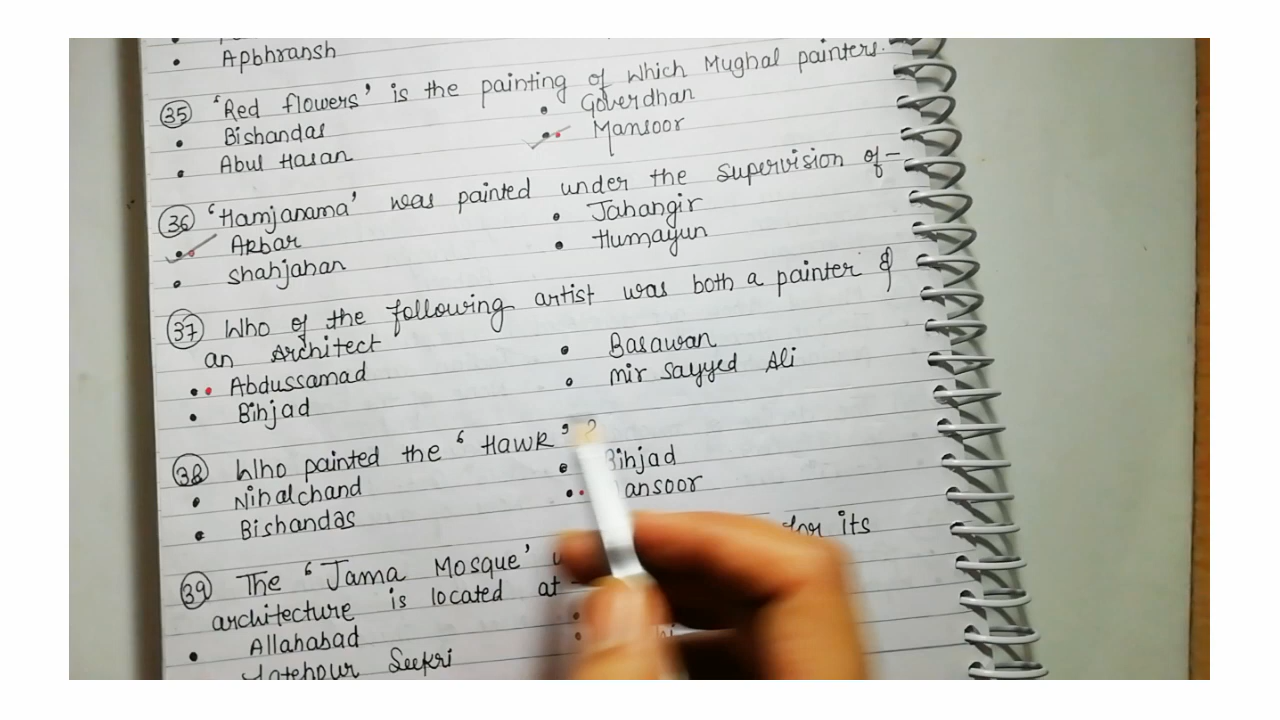 • Apbhransh
35 'Red flowers' is the painting of which Mughal painters.
• Bishandas • Goverdhan
• Abul Hasan • Mansoor
36 'Hamjanama' was painted under the supervision of-
• Akbar • Jahangir
• Shahjahan • Humayun
37 Who of the following artist was both a painter &
an Architect
• Abdussamad • Basawan
• Bihjad • Mir Sayyed Ali
38 Who painted the 'Hawk' ?
• Nihalchand • Bihjad
• Bishandas • Mansoor
39 The 'Jama Mosque' for its
architecture is located at -
• Allahabad
Fatehpur Seekri